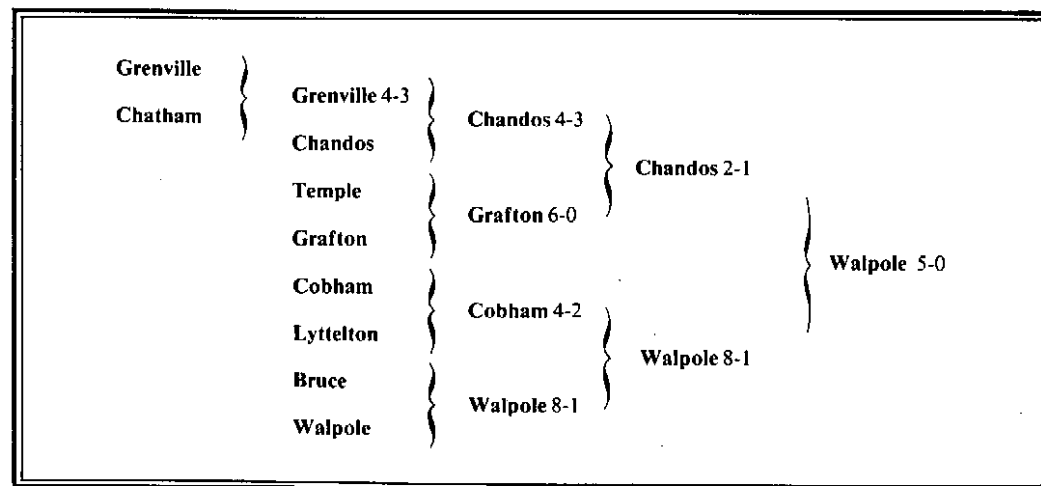 Grenville
Chatham
Grenville 4-3
Chandos
Temple
Grafton
Cobham
Lyttelton
Bruce
Walpole
Chandos 4-3
Grafton 6-0
Cobham 4-2
Walpole 8-1
Chandos 2-1
Walpole 8-1
Walpole 5-0